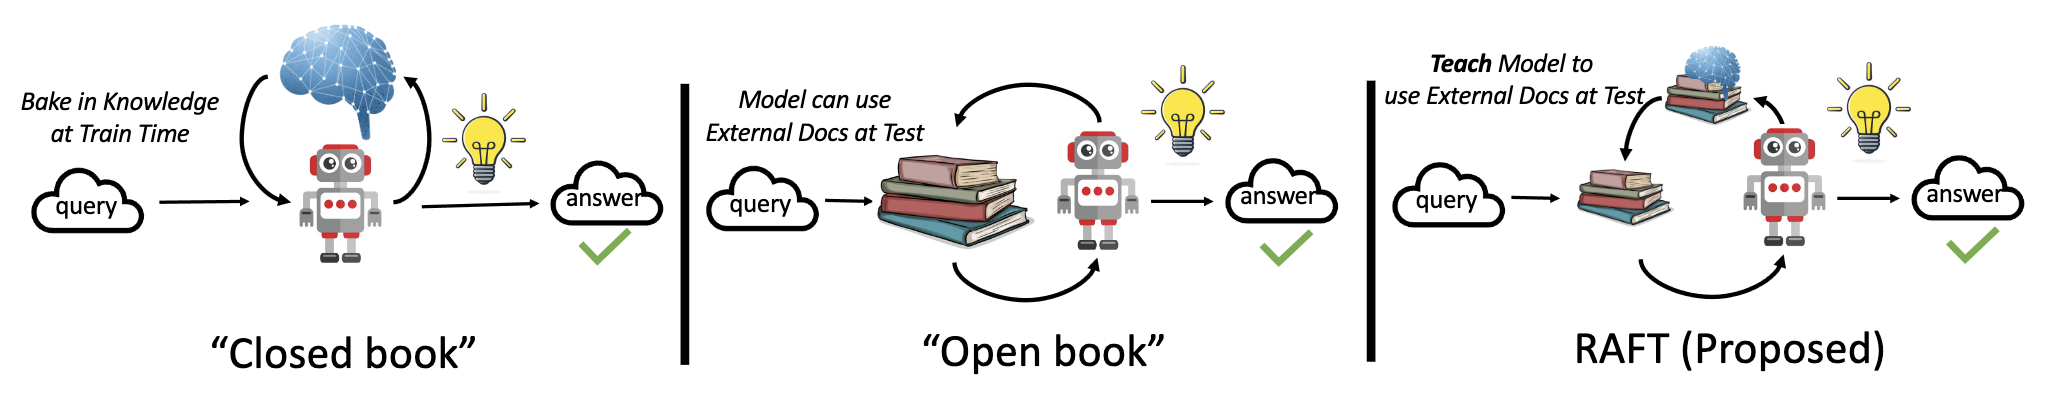 Bake in Knowledge
at Train Time
query
answer
“Closed book”
Model can use
External Docs at Test
query
answer
“Open book”
Teach Model to
use External Docs at Test
query
answer
RAFT (Proposed)